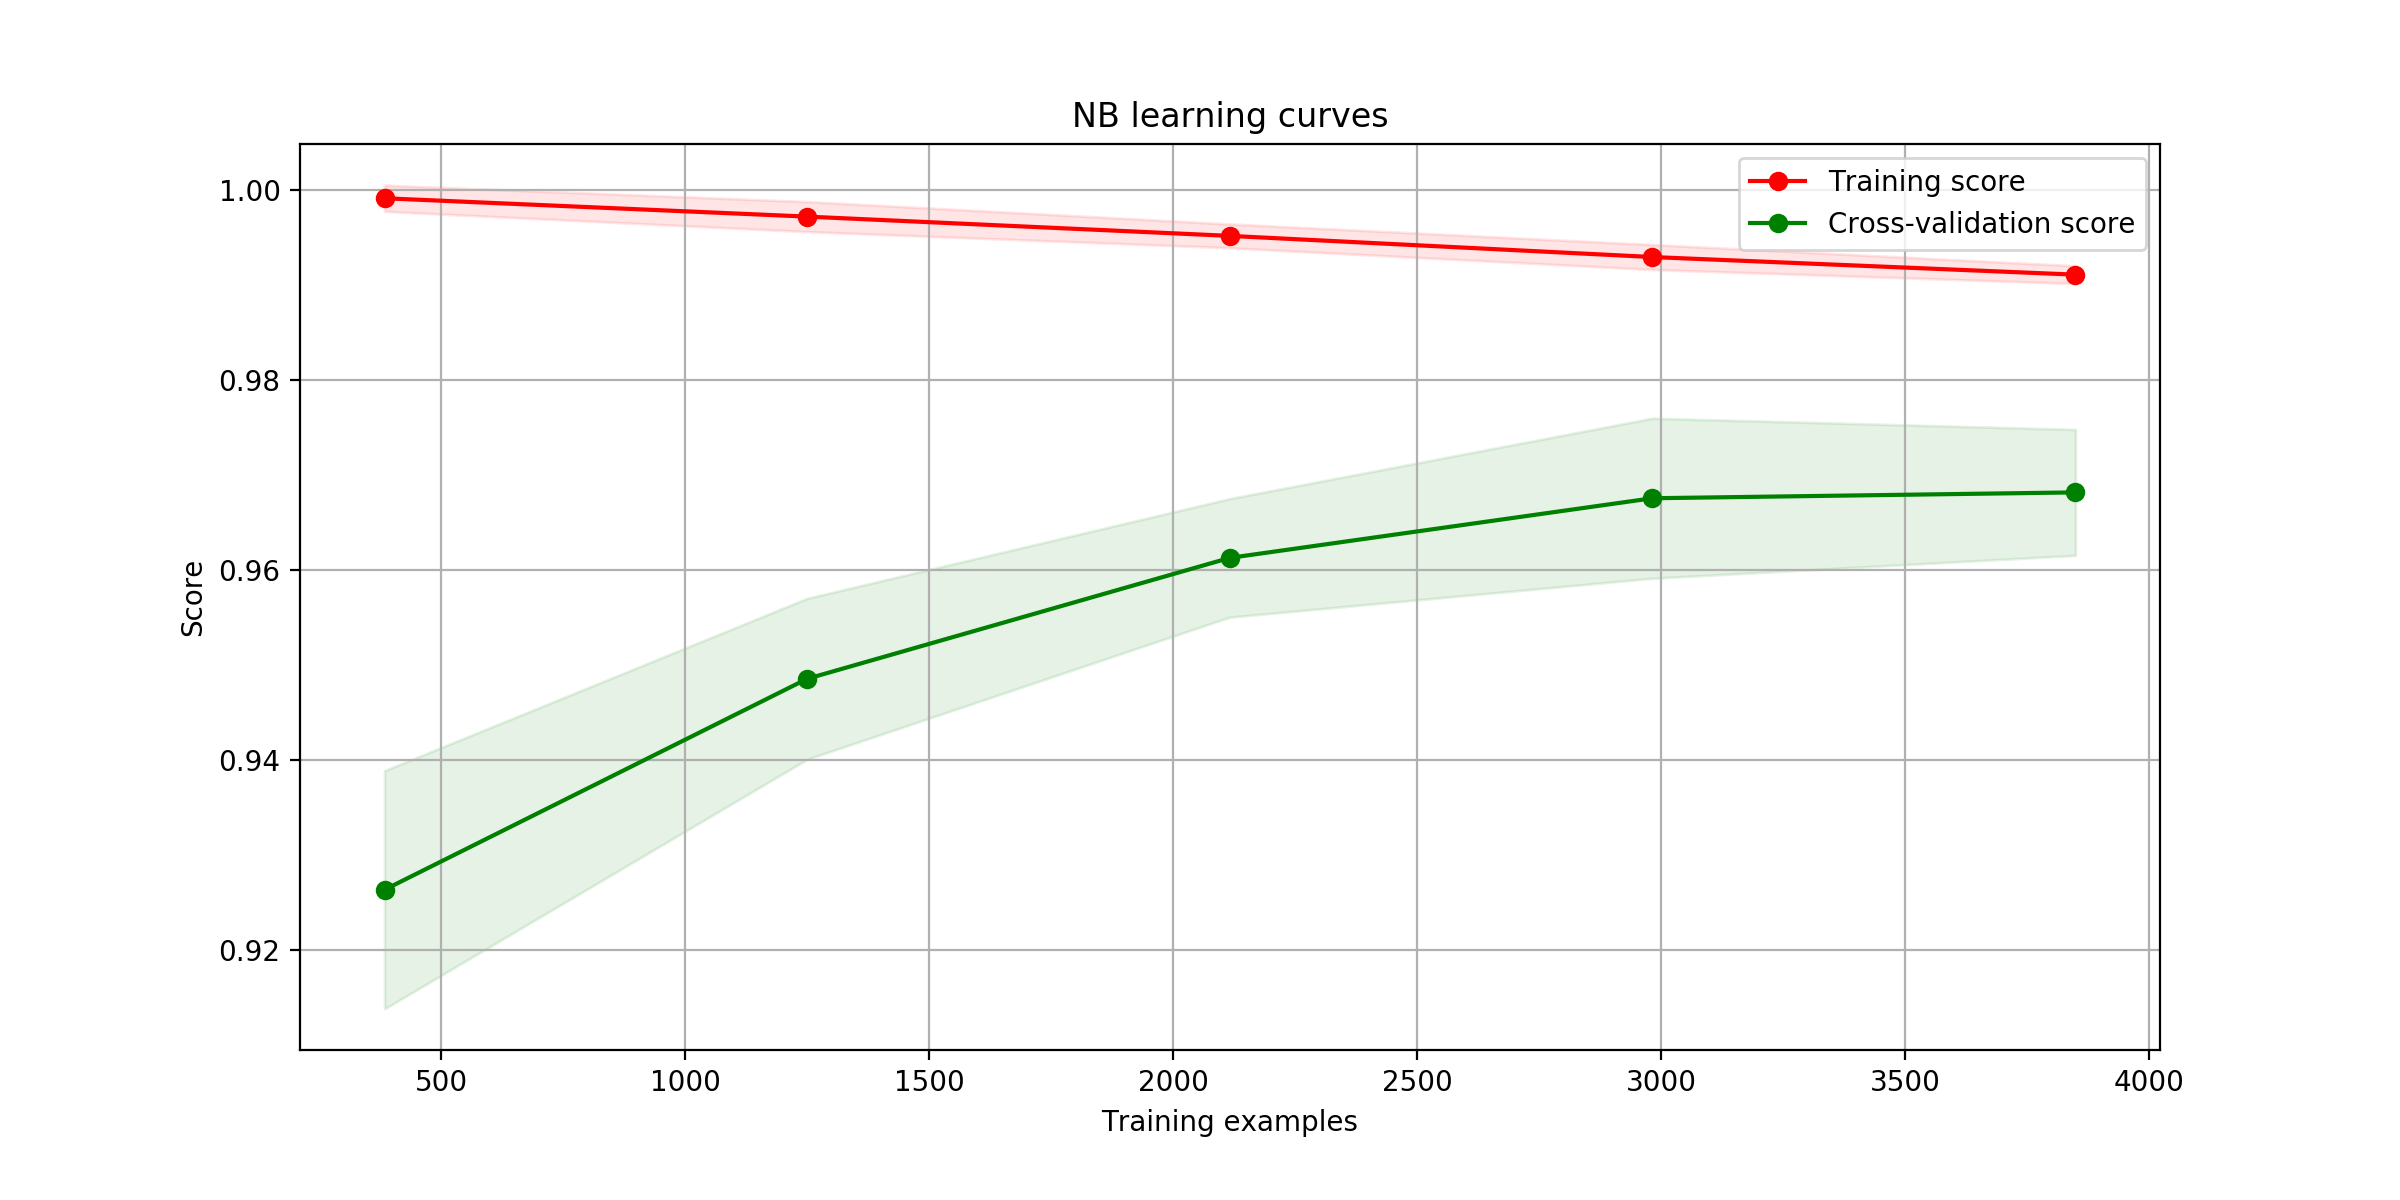 NB learning curves
Training score
Cross-validation score
1.00
0.98
0.96
0.94
0.92
Score
500 1000 1500 2000 2500 3000 3500 4000
Training examples